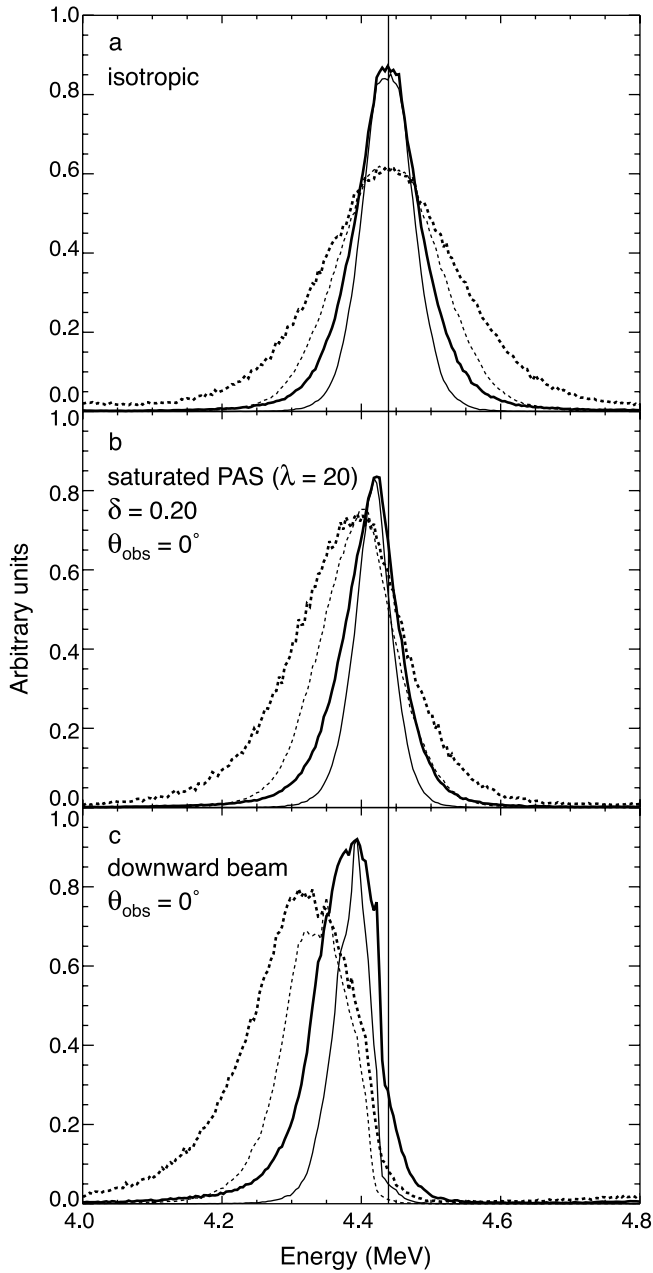 1.0
a
isotropic
0.8
0.6
0.4
0.2
0.0
1.0
b
saturated PAS (λ = 20)
0.8
δ = 0.20
θobs = 0°
0.6
0.4
0.2
0.0
1.0
c
downward beam
0.8
θobs = 0°
0.6
0.4
0.2
0.0
4.0 4.2 4.4 4.6 4.8
Energy (MeV)
Arbitrary units